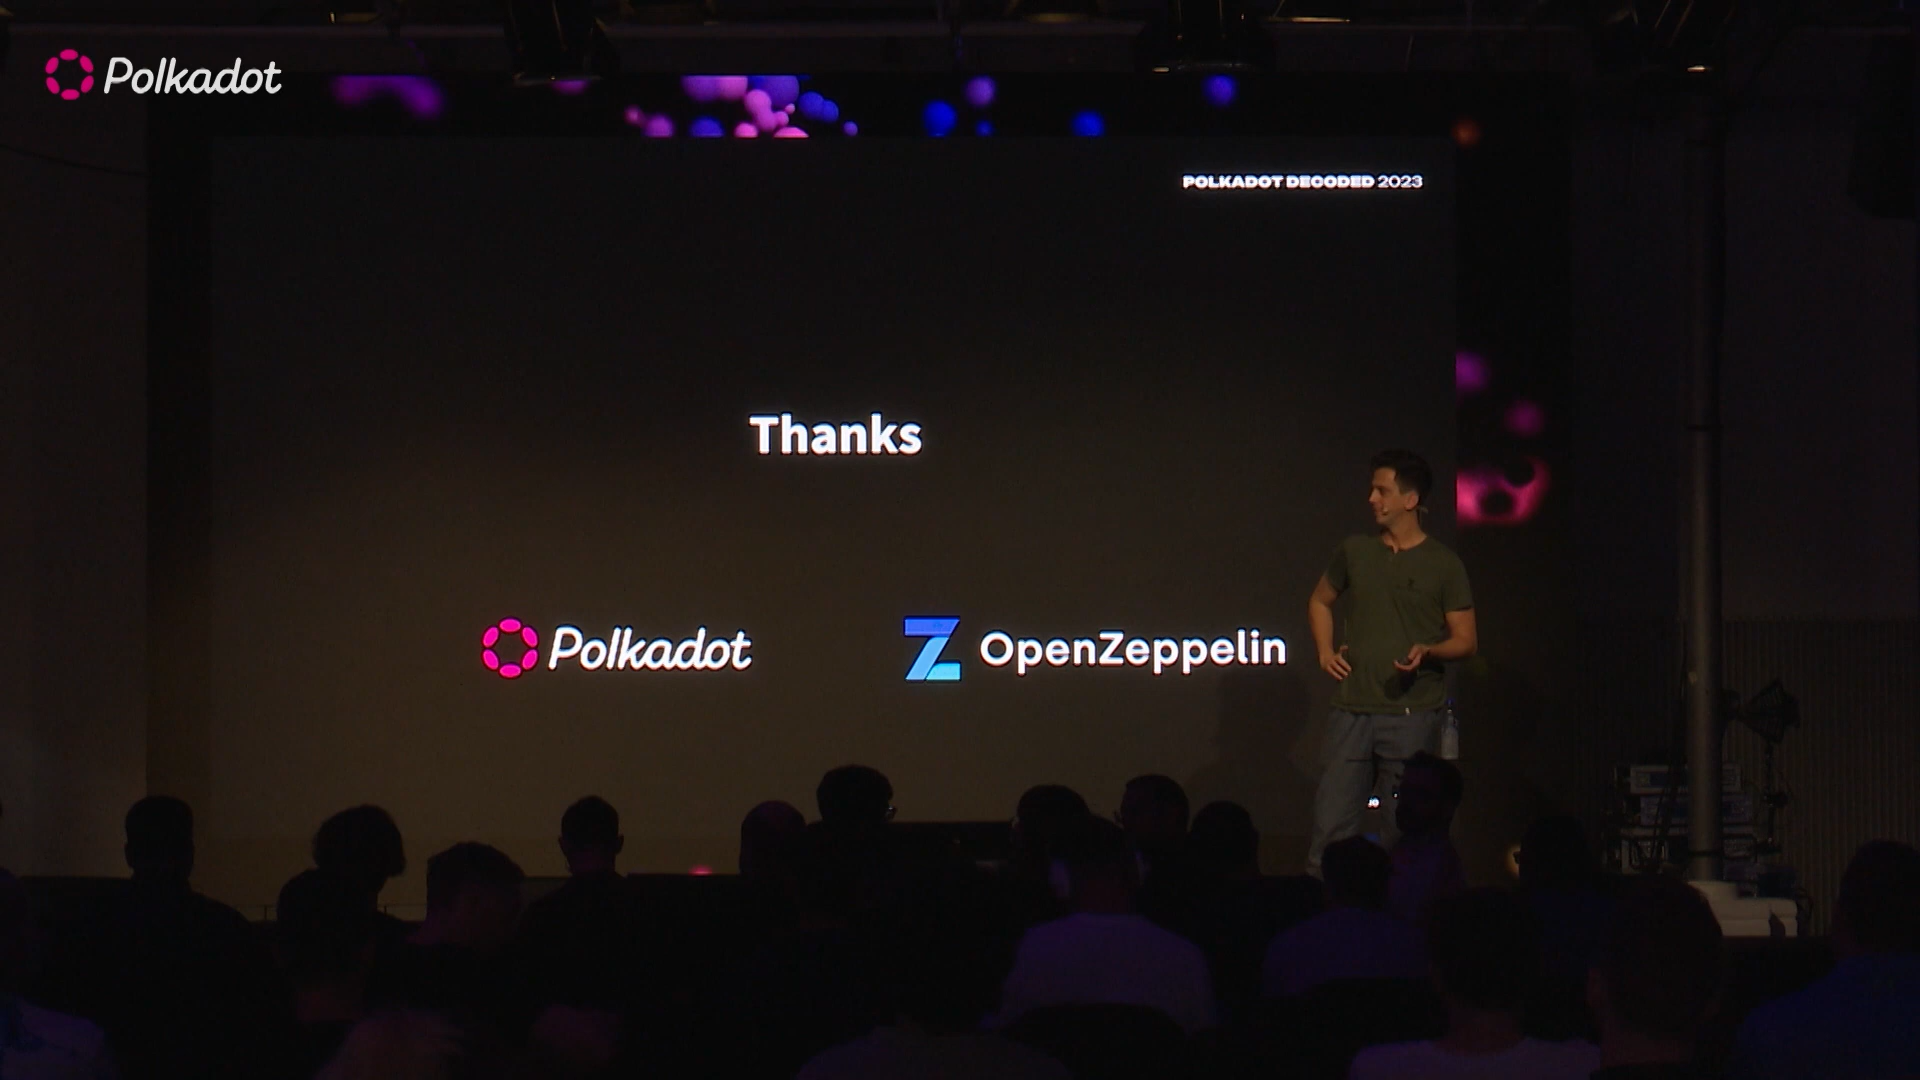 Polkadot
POLKADOT DECODED 2023
Thanks
Polkadot
OpenZeppelin